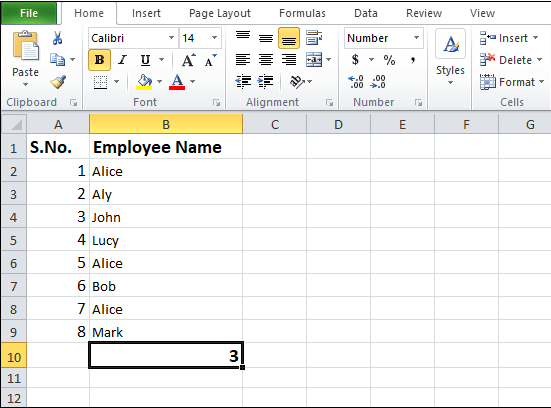 File Home Insert Page Layout Formulas Data Review View
Paste Calibri 14 A A Number Styles Insert
B I U $ % , Delete
A .00 .0 .00 Format
Clipboard Font Alignment Number Cells
A B C D E F G
1 S.No. Employee Name
2 1 Alice
3 2 Aly
4 3 John
5 4 Lucy
6 5 Alice
7 6 Bob
8 7 Alice
9 8 Mark
10 3
11
12